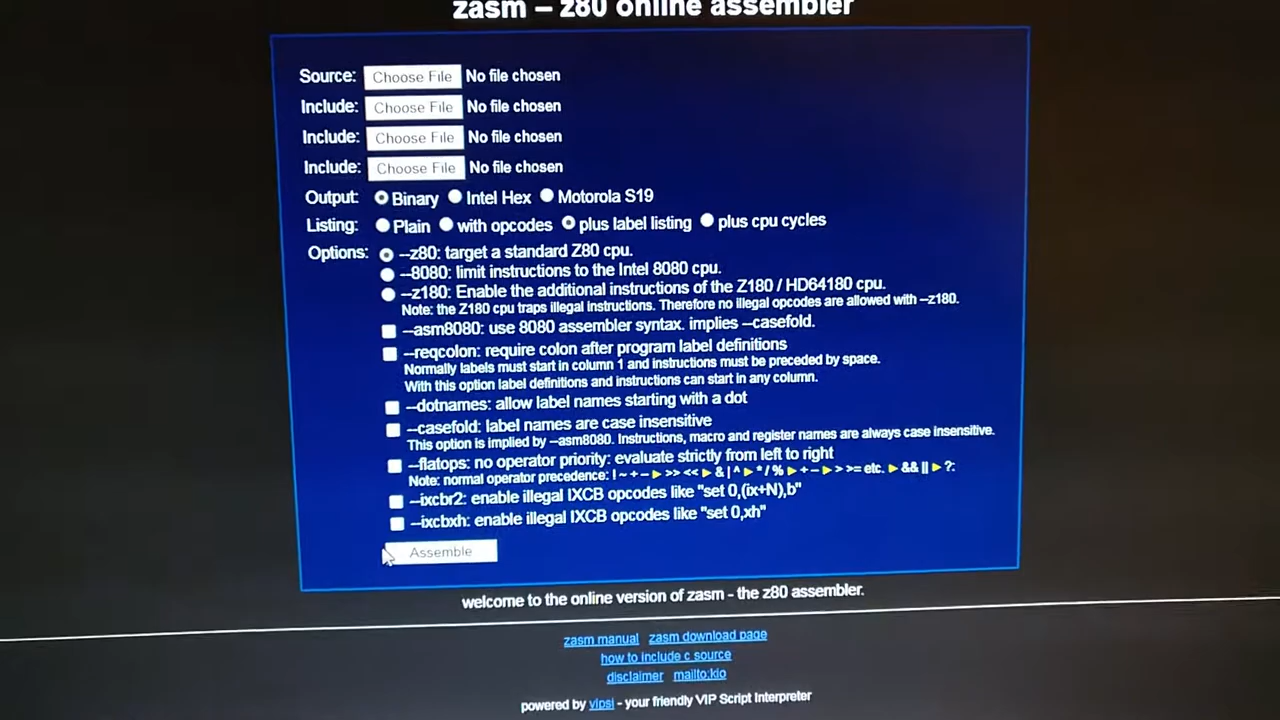 zasm – z80 online assembler
Source: Choose File No file chosen
Include: Choose File No file chosen
Include: Choose File No file chosen
Include: Choose File No file chosen
Output: Binary Intel Hex Motorola S19
Listing: Plain with opcodes plus label listing plus cpu cycles
Options: --z80: target a standard Z80 cpu.
--8080: limit instructions to the Intel 8080 cpu.
--z180: Enable the additional instructions of the Z180 / HD64180 cpu.
Note: the Z180 cpu traps illegal instructions. Therefore no illegal opcodes are allowed with --z180.
--asm8080: use 8080 assembler syntax. implies --casefold.
--reqcolon: require colon after program label definitions
Normally labels must start in column 1 and instructions must be preceded by space.
With this option label definitions and instructions can start in any column.
--dotnames: allow label names starting with a dot
--casefold: label names are case insensitive
This option is implied by --asm8080. Instructions, macro and register names are always case insensitive.
--flatops: no operator priority: evaluate strictly from left to right
Note: normal operator precedence: ! ~ + – ► >> << ► & | ^ ► * / % ► + – ► > >= etc. ► && || ► ?:
--ixcbr2: enable illegal IXCB opcodes like "set 0,(ix+N),b"
--ixcbxh: enable illegal IXCB opcodes like "set 0,xh"
Assemble
welcome to the online version of zasm - the z80 assembler.
zasm manual zasm download page
how to include c source
disclaimer mailto:kio
powered by vipsi - your friendly VIP Script Interpreter